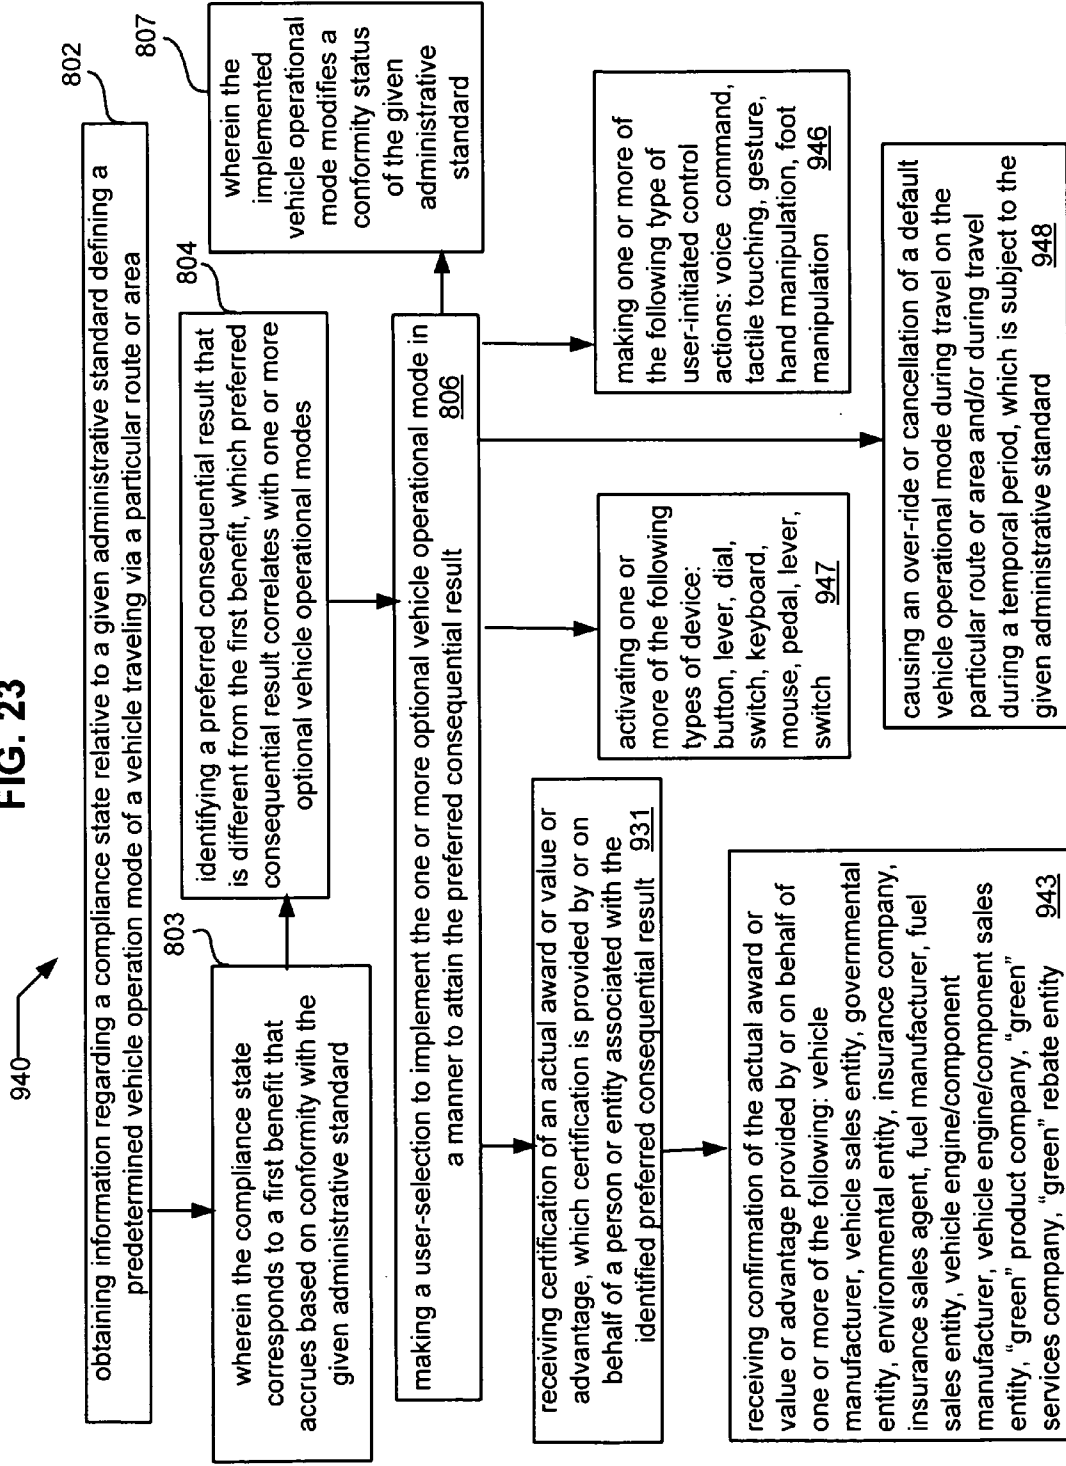 FIG. 23
940
802
obtaining information regarding a compliance state relative to a given administrative standard defining a
predetermined vehicle operation mode of a vehicle traveling via a particular route or area
803
wherein the compliance state
corresponds to a first benefit that
accrues based on conformity with the
given administrative standard
804
identifying a preferred consequential result that
is different from the first benefit, which preferred
consequential result correlates with one or more
optional vehicle operational modes
807
wherein the
implemented
vehicle operational
mode modifies a
conformity status
of the given
administrative
standard
making a user-selection to implement the one or more optional vehicle operational mode in
a manner to attain the preferred consequential result 806
receiving certification of an actual award or value or
advantage, which certification is provided by or on
behalf of a person or entity associated with the
identified preferred consequential result 931
activating one or
more of the following
types of device:
button, lever, dial,
switch, keyboard,
mouse, pedal, lever,
switch 947
making one or more of
the following type of
user-initiated control
actions: voice command,
tactile touching, gesture,
hand manipulation, foot
manipulation 946
receiving confirmation of the actual award or
value or advantage provided by or on behalf of
one or more of the following: vehicle
manufacturer, vehicle sales entity, governmental
entity, environmental entity, insurance company,
insurance sales agent, fuel manufacturer, fuel
sales entity, vehicle engine/component
manufacturer, vehicle engine/component sales
entity, “green” product company, “green”
services company, “green” rebate entity 943
causing an over-ride or cancellation of a default
vehicle operational mode during travel on the
particular route or area and/or during travel
during a temporal period, which is subject to the
given administrative standard 948